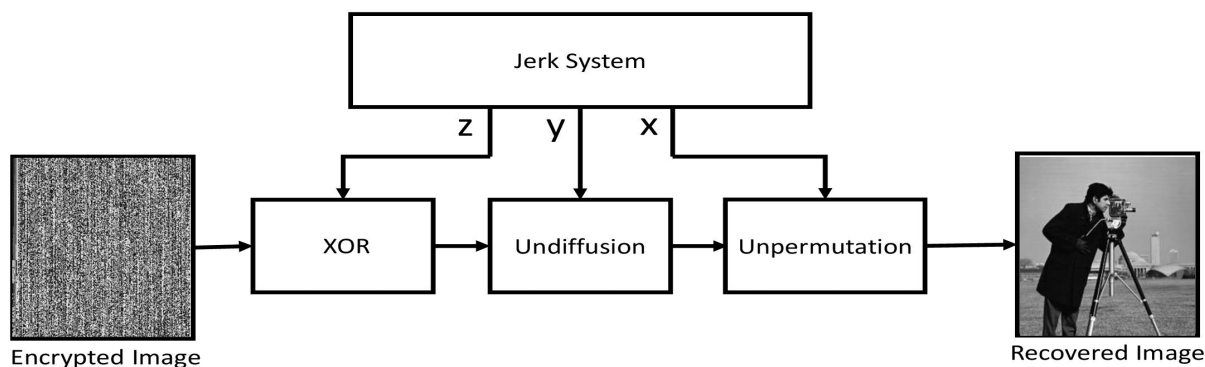 Jerk System
z
y
x
XOR
Undiffusion
Unpermutation
Encrypted Image
Recovered Image